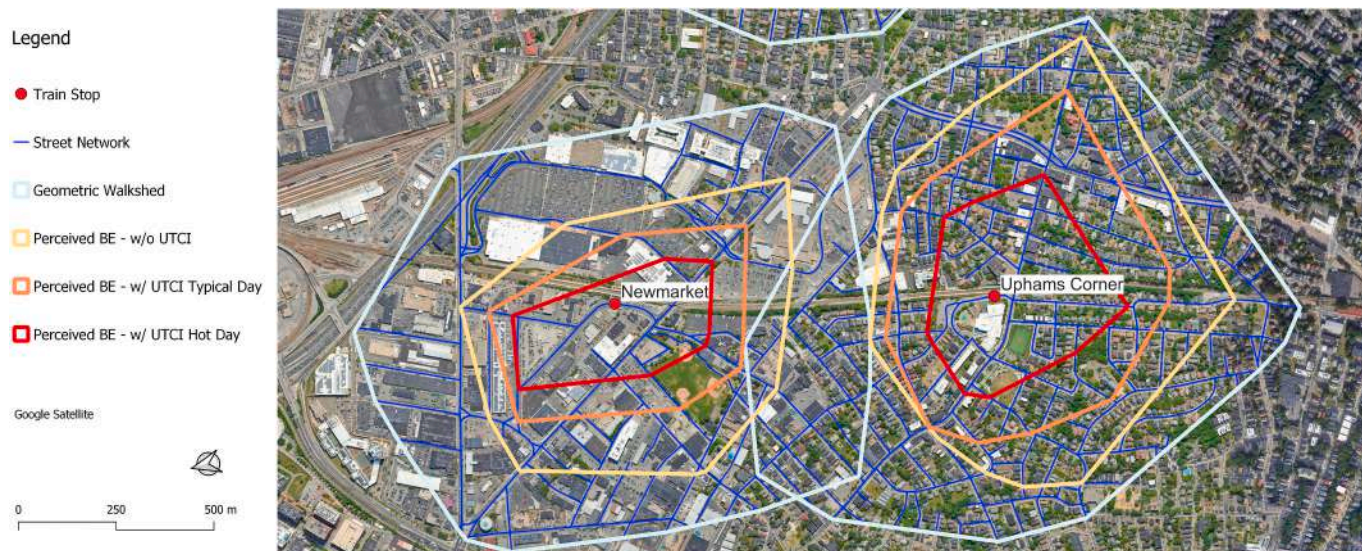 Legend
Train Stop
Street Network
Geometric Walkshed
Perceived BE - w/o UTCI
Perceived BE - w/ UTCI Typical Day
Perceived BE - w/ UTCI Hot Day
Google Satellite
0 250 500 m
Newmarket
Uphams Corner